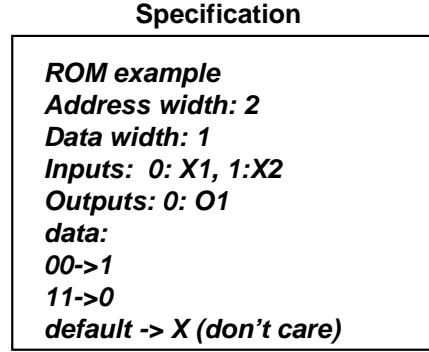 Specification
ROM example
Address width: 2
Data width: 1
Inputs:  0: X1, 1:X2
Outputs: 0: O1
data:
00->1
11->0
default -> X (don't care)